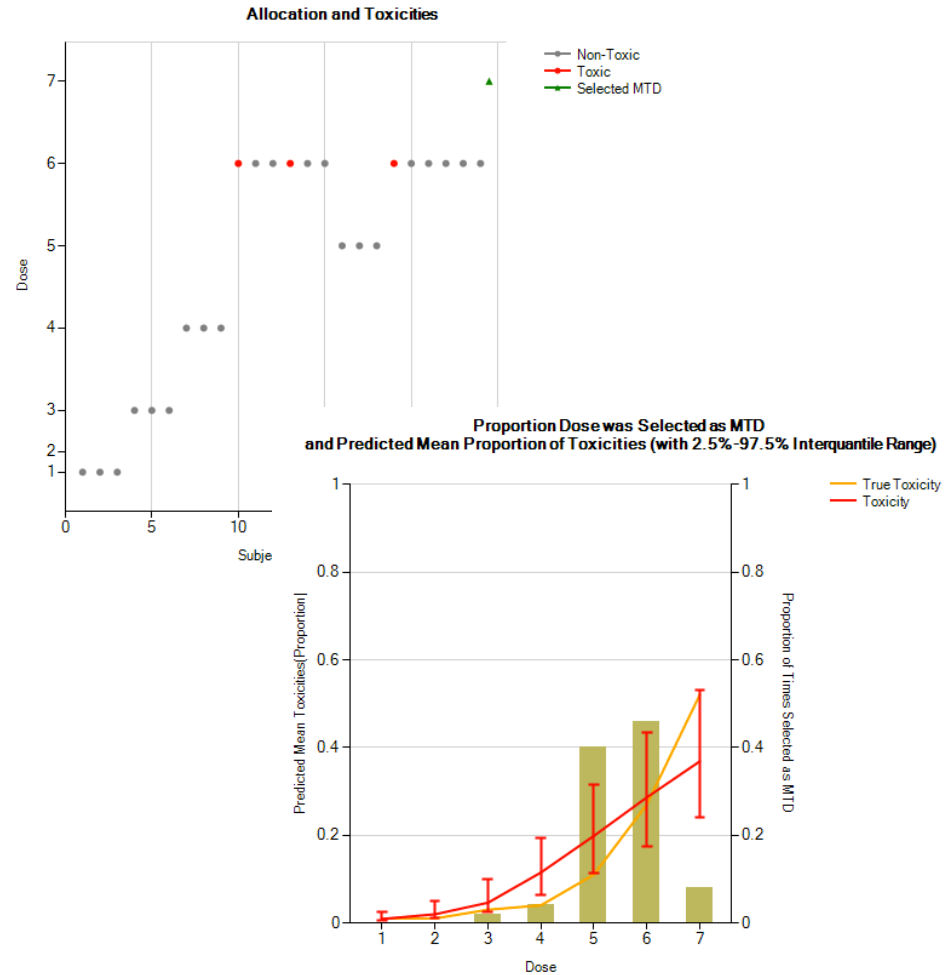 Allocation and Toxicities
Non-Toxic
Toxic
Selected MTD
7
6
5
4
3
2
1
Dose
0 5 10
Subje
Proportion Dose was Selected as MTD
and Predicted Mean Proportion of Toxicities (with 2.5%-97.5% Interquantile Range)
True Toxicity
Toxicity
1 1
0.8 0.8
0.6 0.6
0.4 0.4
0.2 0.2
0 0
Predicted Mean Toxicities(Proportion)
Proportion of Times Selected as MTD
1 2 3 4 5 6 7
Dose